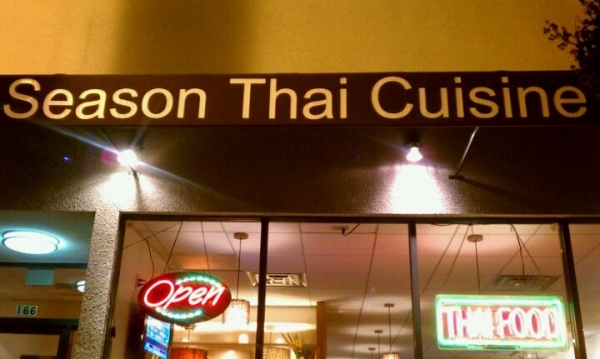 Season Thai Cuisine
Open
THAI FOOD
166